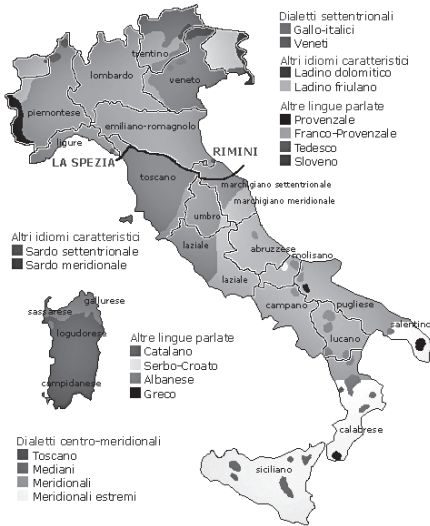 Dialetti settentrionali
Gallo-italici
Veneti
Altri idiomi caratteristici
Ladino dolomitico
Ladino friulano
Altre lingue parlate
Provenzale
Franco-Provenzale
Tedesco
Sloveno
trentino
lombardo
veneto
piemontese
emiliano-romagnolo
ligure
LA SPEZIA
RIMINI
toscano
marchigiano settentrionale
marchigiano meridionale
umbro
laziale
abruzzese
molisano
laziale
campano
pugliese
salentino
lucano
calabrese
siciliano
Altri idiomi caratteristici
Sardo settentrionale
Sardo meridionale
gallurese
sassarese
logudorese
campidanese
Altre lingue parlate
Catalano
Serbo-Croato
Albanese
Greco
Dialetti centro-meridionali
Toscano
Mediani
Meridionali
Meridionali estremi